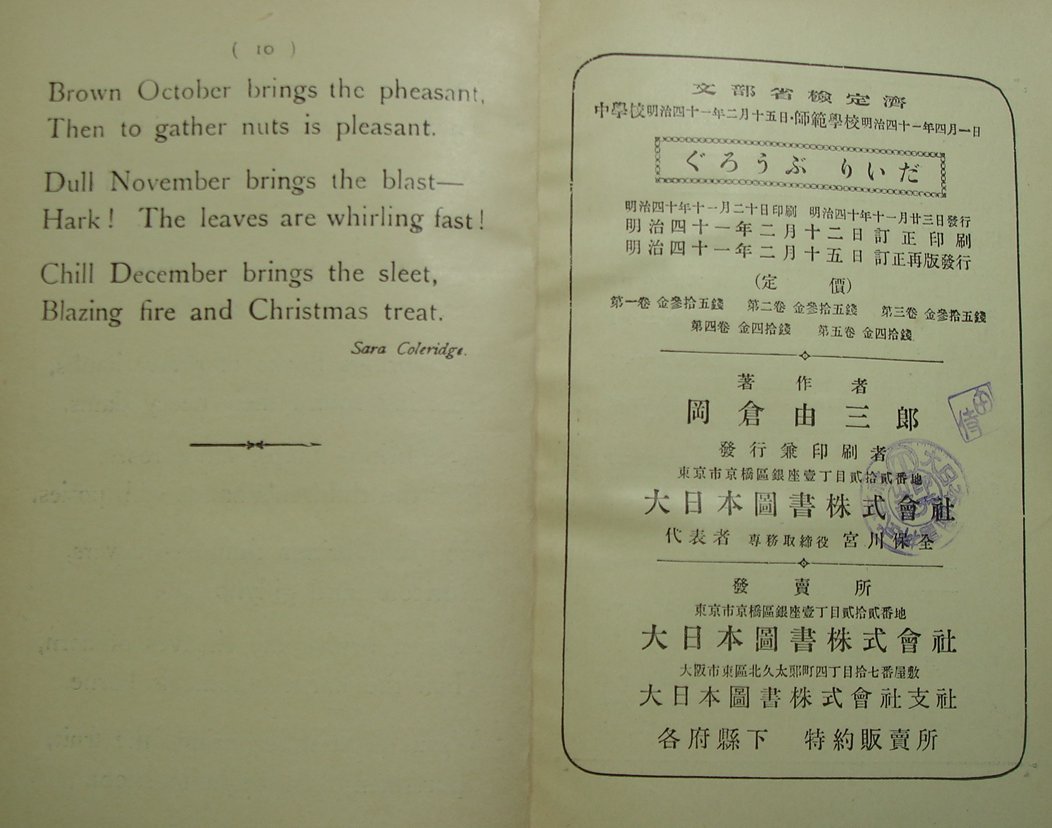 ( 10 )
Brown October brings the pheasant,
Then to gather nuts is pleasant.
Dull November brings the blast—
Hark! The leaves are whirling fast!
Chill December brings the sleet,
Blazing fire and Christmas treat.
Sara Coleridge.
文部省檢定濟
中學校明治四十一年二月十五日・師範學校明治四十一年四月一日
ぐろうぶ りいだ
明治四十年十一月二十日印刷 明治四十年十一月廿三日發行
明治四十一年二月十二日訂正印刷
明治四十一年二月十五日訂正再版發行
(定 價)
第一卷 金參拾五錢 第二卷 金參拾五錢 第三卷 金參拾五錢
第四卷 金四拾錢 第五卷 金四拾錢
著作者
岡倉由三郎
發行兼印刷者
東京市京橋區銀座壹丁目貳拾貳番地
大日本圖書株式會社
代表者 專務取締役 宮川保全
發賣所
東京市京橋區銀座壹丁目貳拾貳番地
大日本圖書株式會社
大阪市東區北久太郎町四丁目拾七番屋敷
大日本圖書株式會社支社
各府縣下 特約販賣所